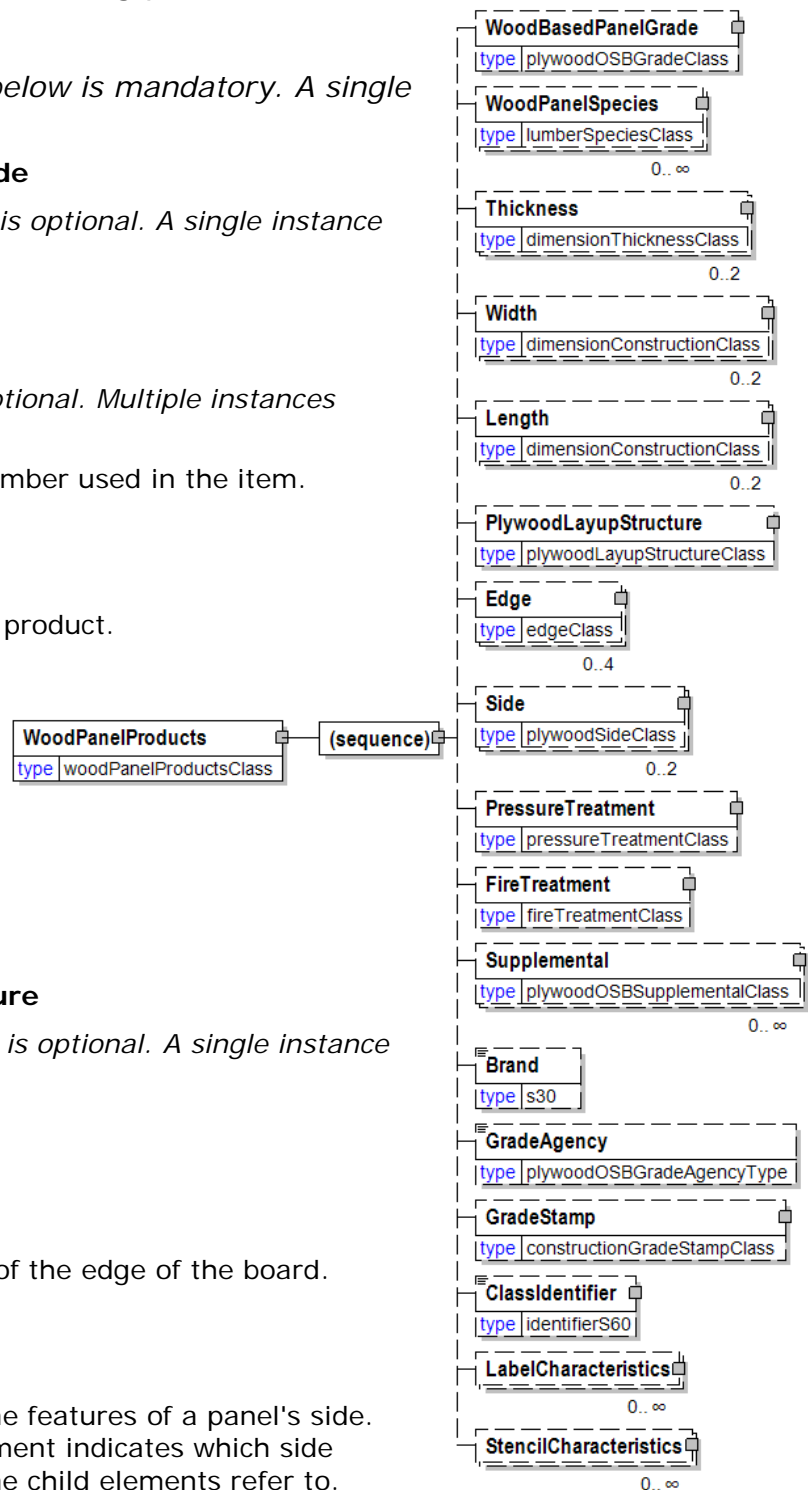 below is mandatory. A single
de
is optional. A single instance
optional. Multiple instances
used in the item.
product.
ure
is optional. A single instance
of the edge of the board.
features of a panel's side.
indicates which side
child elements refer to.
WoodPanelProducts
type woodPanelProductsClass
(sequence)
WoodBasedPanelGrade
type plywoodOSBGradeClass
WoodPanelSpecies
type lumberSpeciesClass
0.. ∞
Thickness
type dimensionThicknessClass
0..2
Width
type dimensionConstructionClass
0..2
Length
type dimensionConstructionClass
0..2
PlywoodLayupStructure
type plywoodLayupStructureClass
Edge
type edgeClass
0..4
Side
type plywoodSideClass
0..2
PressureTreatment
type pressureTreatmentClass
FireTreatment
type fireTreatmentClass
Supplemental
type plywoodOSBSupplementalClass
0.. ∞
Brand
type s30
GradeAgency
type plywoodOSBGradeAgencyType
GradeStamp
type constructionGradeStampClass
ClassIdentifier
type identifierS60
LabelCharacteristics
0.. ∞
StencilCharacteristics
0.. ∞